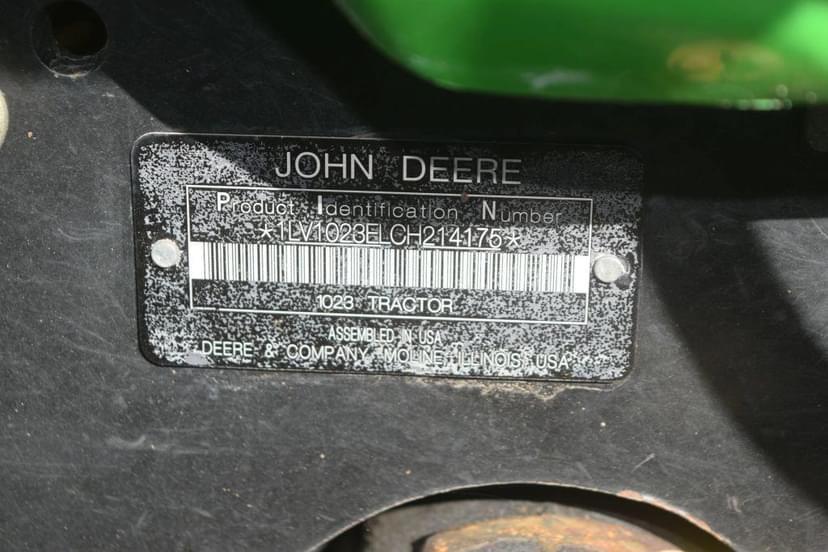 JOHN DEERE
Product Identification Number
*1LV1023ELCH214175*
1023 TRACTOR
ASSEMBLED IN USA
DEERE & COMPANY MOLINE, ILLINOIS USA